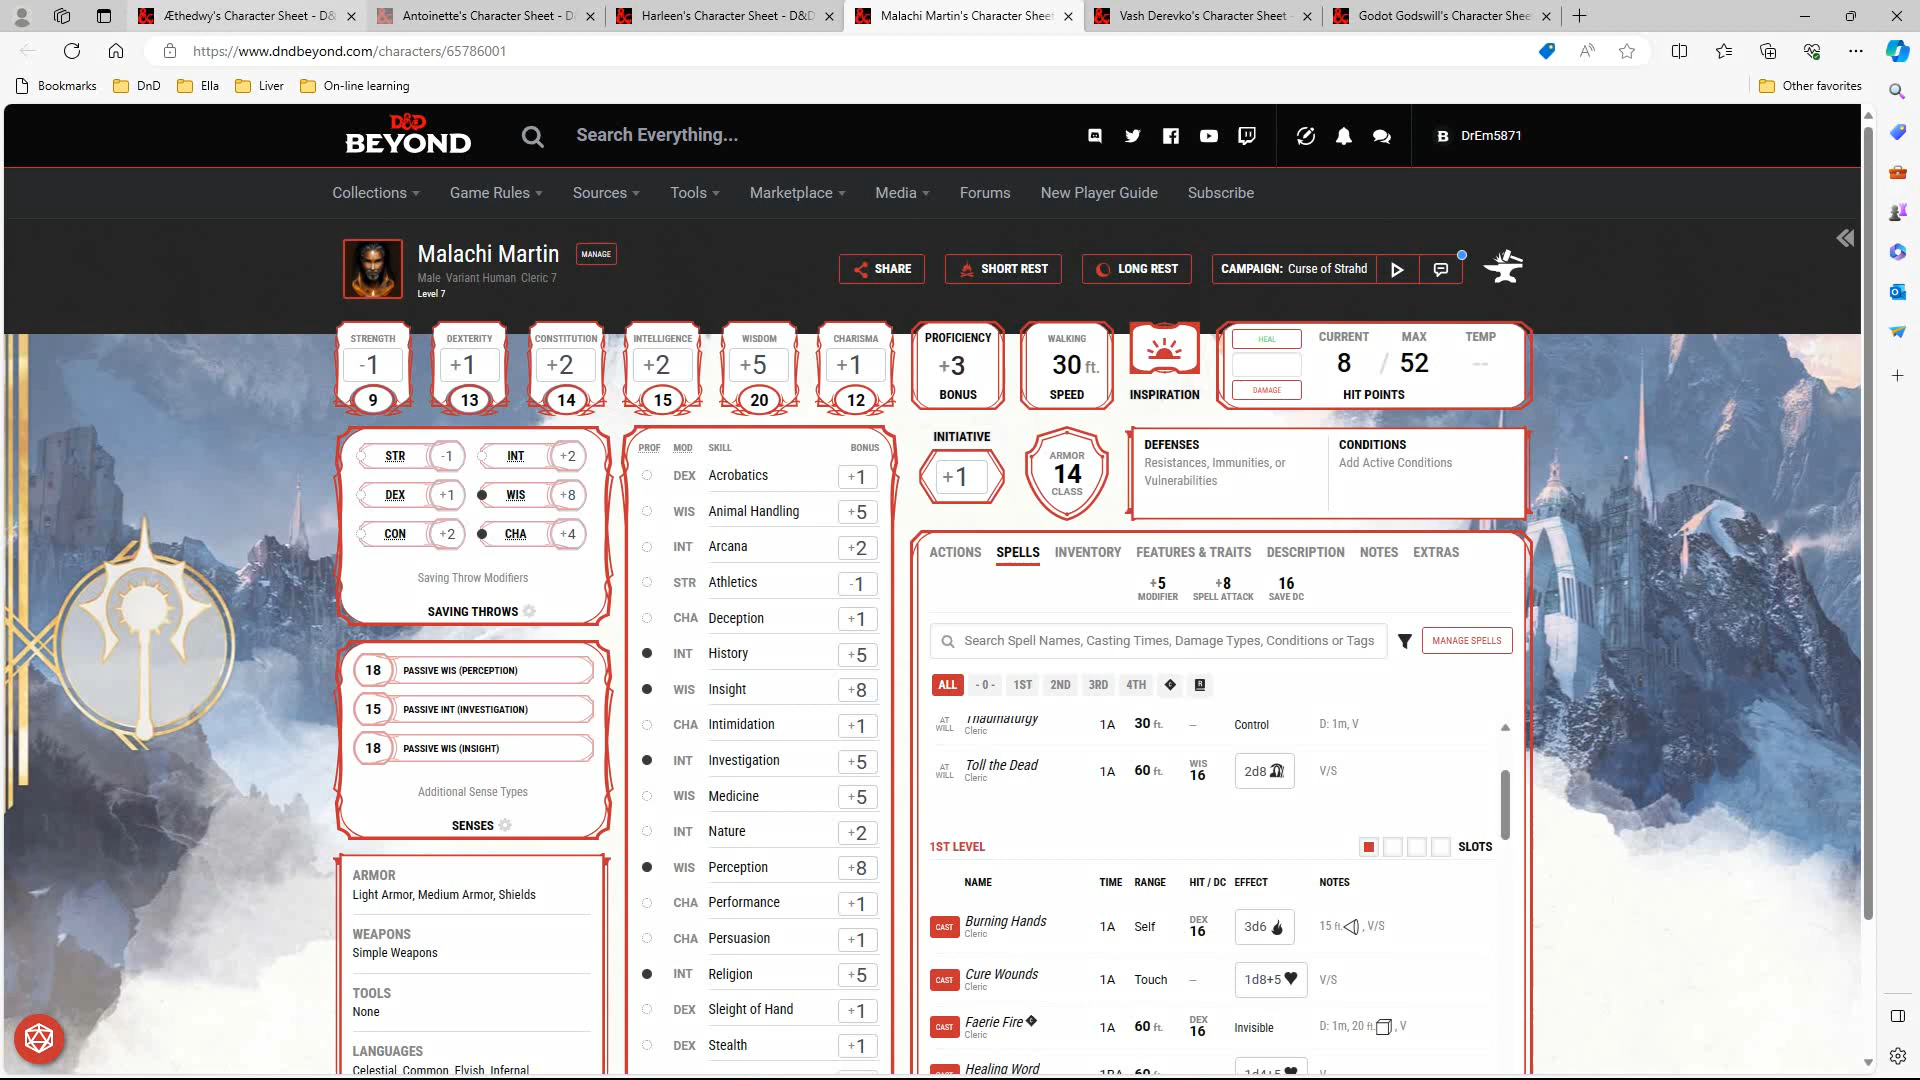 Æthedwy's Character Sheet - D&
Antoinette's Character Sheet - D
Harleen's Character Sheet - D&D
Malachi Martin's Character Sheet
Vash Derevko's Character Sheet -
Godot Godswill's Character Shee
https://www.dndbeyond.com/characters/65786001
Bookmarks
DnD
Ella
Liver
On-line learning
Other favorites
D&D
BEYOND
Search Everything...
B DrEm5871
Collections
Game Rules
Sources
Tools
Marketplace
Media
Forums
New Player Guide
Subscribe
Malachi Martin
MANAGE
Male Variant Human Cleric 7
Level 7
SHARE
SHORT REST
LONG REST
CAMPAIGN: Curse of Strahd
STRENGTH
-1
9
DEXTERITY
+1
13
CONSTITUTION
+2
14
INTELLIGENCE
+2
15
WISDOM
+5
20
CHARISMA
+1
12
PROFICIENCY
+3
BONUS
WALKING
30 ft.
SPEED
INSPIRATION
HEAL
DAMAGE
CURRENT MAX TEMP
8 / 52 --
HIT POINTS
STR -1
INT +2
DEX +1
WIS +8
CON +2
CHA +4
Saving Throw Modifiers
SAVING THROWS
18 PASSIVE WIS (PERCEPTION)
15 PASSIVE INT (INVESTIGATION)
18 PASSIVE WIS (INSIGHT)
Additional Sense Types
SENSES
ARMOR
Light Armor, Medium Armor, Shields
WEAPONS
Simple Weapons
TOOLS
None
LANGUAGES
Celestial, Common, Elvish, Infernal
PROF MOD SKILL BONUS
DEX Acrobatics +1
WIS Animal Handling +5
INT Arcana +2
STR Athletics -1
CHA Deception +1
INT History +5
WIS Insight +8
CHA Intimidation +1
INT Investigation +5
WIS Medicine +5
INT Nature +2
WIS Perception +8
CHA Performance +1
CHA Persuasion +1
INT Religion +5
DEX Sleight of Hand +1
DEX Stealth +1
INITIATIVE
+1
ARMOR
14
CLASS
DEFENSES
Resistances, Immunities, or
Vulnerabilities
CONDITIONS
Add Active Conditions
ACTIONS SPELLS INVENTORY FEATURES & TRAITS DESCRIPTION NOTES EXTRAS
+5 +8 16
MODIFIER SPELL ATTACK SAVE DC
Search Spell Names, Casting Times, Damage Types, Conditions or Tags
MANAGE SPELLS
ALL - 0 - 1ST 2ND 3RD 4TH
AT WILL Thaumaturgy 1A 30 ft. -- Control D: 1m, V
Cleric
AT WILL Toll the Dead 1A 60 ft. WIS 16 2d8 V/S
Cleric
1ST LEVEL
SLOTS
NAME TIME RANGE HIT / DC EFFECT NOTES
CAST Burning Hands 1A Self DEX 16 3d6 15 ft. , V/S
Cleric
CAST Cure Wounds 1A Touch -- 1d8+5 V/S
Cleric
CAST Faerie Fire 1A 60 ft. DEX 16 Invisible D: 1m, 20 ft. , V
Cleric
Healing Word 1BA 60 ft. 1d4+5 V